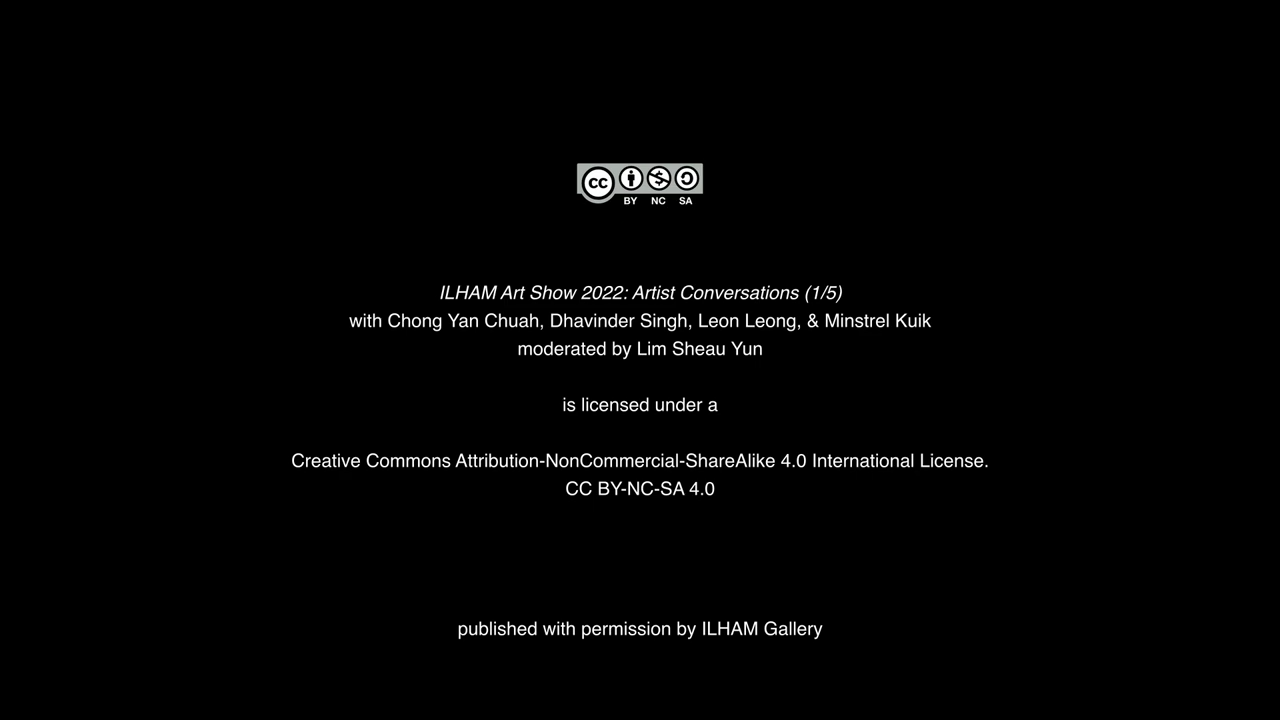 cc
BY NC SA
ILHAM Art Show 2022: Artist Conversations (1/5)
with Chong Yan Chuah, Dhavinder Singh, Leon Leong, & Minstrel Kuik
moderated by Lim Sheau Yun
is licensed under a
Creative Commons Attribution-NonCommercial-ShareAlike 4.0 International License.
CC BY-NC-SA 4.0
published with permission by ILHAM Gallery